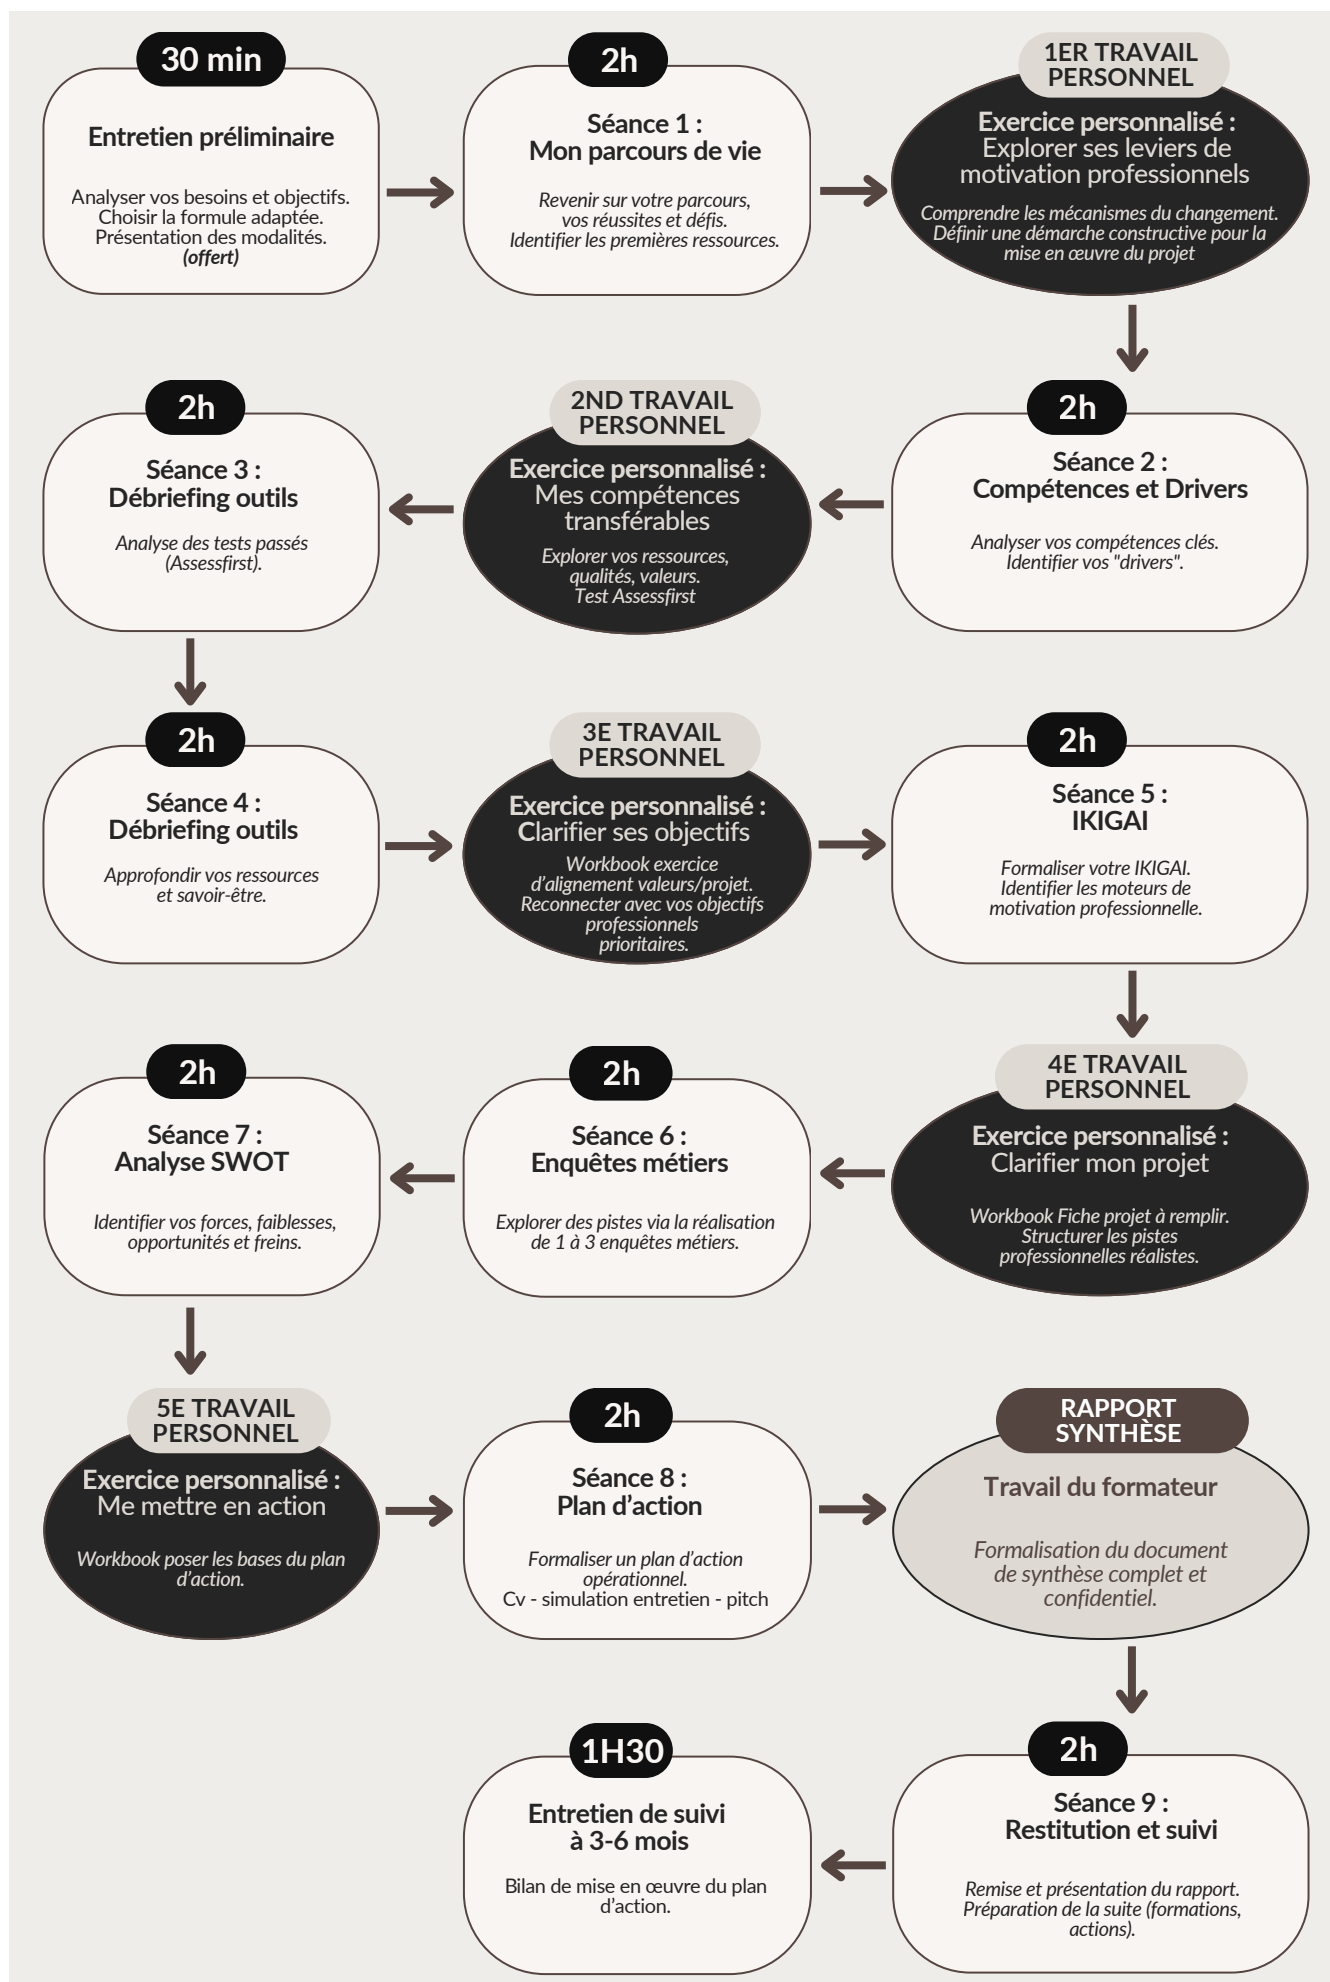 30 min
Entretien préliminaire
Analyser vos besoins et objectifs.
Choisir la formule adaptée.
Présentation des modalités.
(offert)
2h
Séance 1 :
Mon parcours de vie
Revenir sur votre parcours,
vos réussites et défis.
Identifier les premières ressources.
1ER TRAVAIL
PERSONNEL
Exercice personnalisé :
Explorer ses leviers de
motivation professionnels
Comprendre les mécanismes du changement.
Définir une démarche constructive pour la
mise en œuvre du projet
2h
Séance 2 :
Compétences et Drivers
Analyser vos compétences clés.
Identifier vos "drivers".
2ND TRAVAIL
PERSONNEL
Exercice personnalisé :
Mes compétences
transférables
Explorer vos ressources,
qualités, valeurs.
Test Assessfirst
2h
Séance 3 :
Débriefing outils
Analyse des tests passés
(Assessfirst).
2h
Séance 4 :
Débriefing outils
Approfondir vos ressources
et savoir-être.
3E TRAVAIL
PERSONNEL
Exercice personnalisé :
Clarifier ses objectifs
Workbook exercice
d’alignement valeurs/projet.
Reconnecter avec vos objectifs
professionnels
prioritaires.
2h
Séance 5 :
IKIGAI
Formaliser votre IKIGAI.
Identifier les moteurs de
motivation professionnelle.
4E TRAVAIL
PERSONNEL
Exercice personnalisé :
Clarifier mon projet
Workbook Fiche projet à remplir.
Structurer les pistes
professionnelles réalistes.
2h
Séance 6 :
Enquêtes métiers
Explorer des pistes via la réalisation
de 1 à 3 enquêtes métiers.
2h
Séance 7 :
Analyse SWOT
Identifier vos forces, faiblesses,
opportunités et freins.
5E TRAVAIL
PERSONNEL
Exercice personnalisé :
Me mettre en action
Workbook poser les bases du plan
d’action.
2h
Séance 8 :
Plan d’action
Formaliser un plan d’action
opérationnel.
Cv - simulation entretien - pitch
RAPPORT
SYNTHÈSE
Travail du formateur
Formalisation du document
de synthèse complet et
confidentiel.
2h
Séance 9 :
Restitution et suivi
Remise et présentation du rapport.
Préparation de la suite (formations,
actions).
1H30
Entretien de suivi
à 3-6 mois
Bilan de mise en œuvre du plan
d’action.